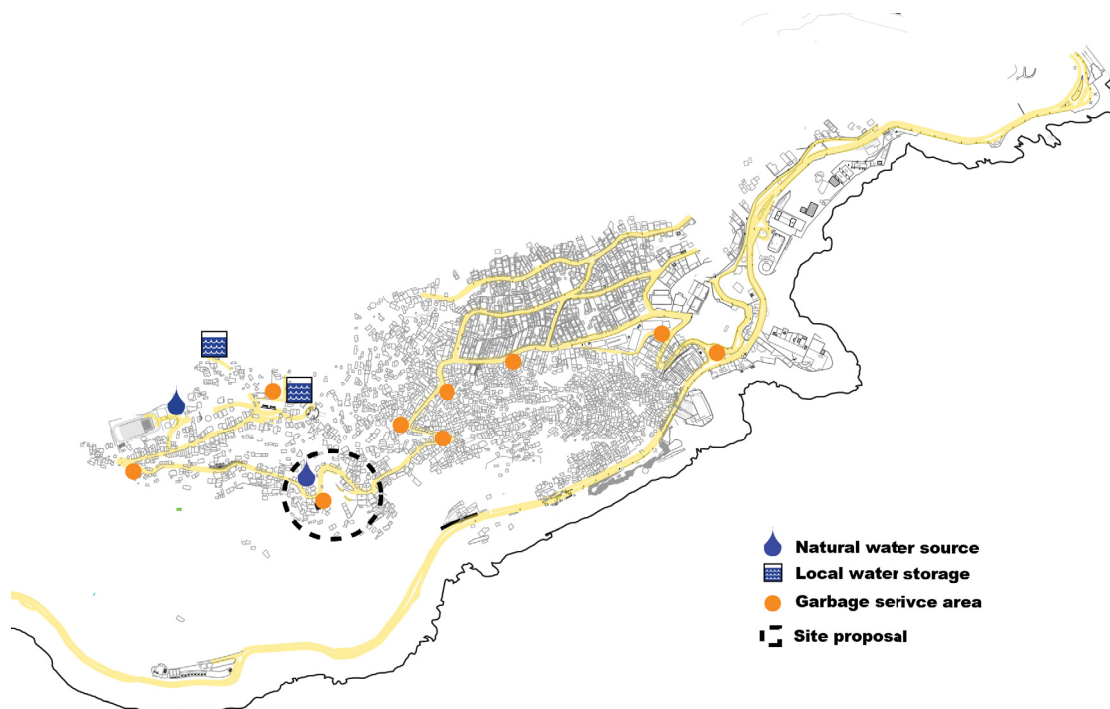 Natural water source
Local water storage
Garbage serivce area
Site proposal